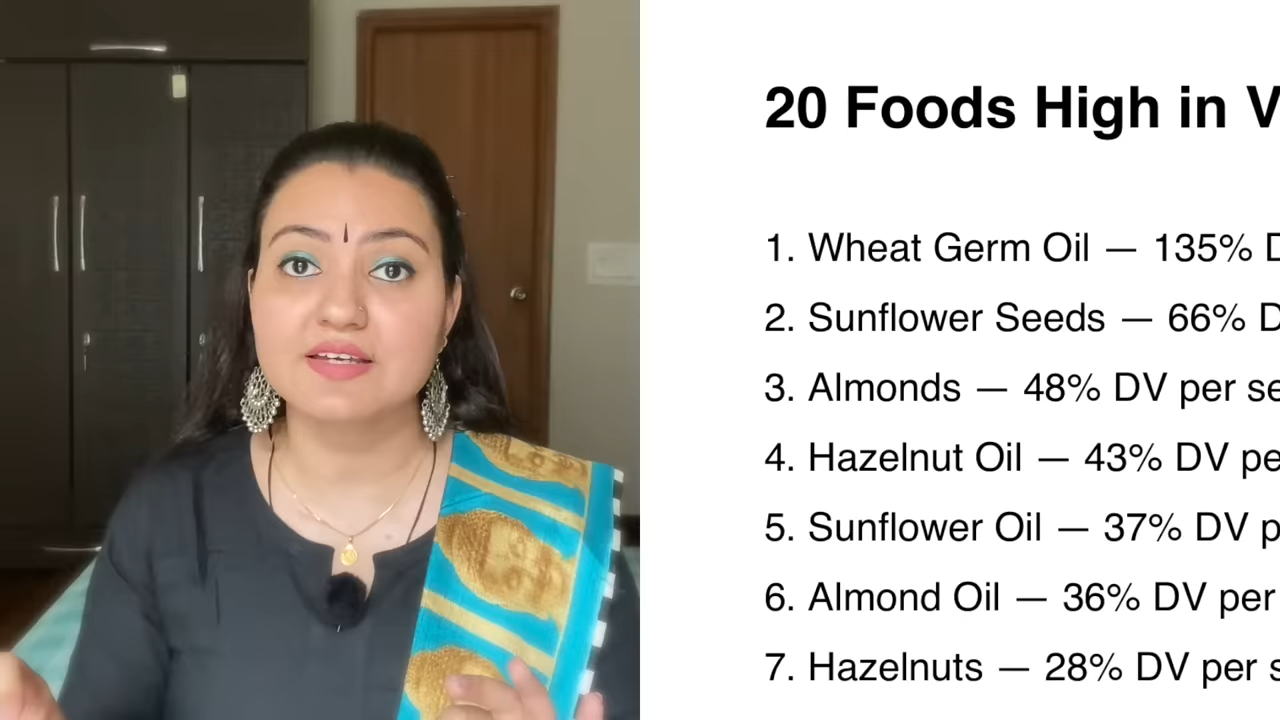 20 Foods High in V
1. Wheat Germ Oil — 135% D
2. Sunflower Seeds — 66% D
3. Almonds — 48% DV per se
4. Hazelnut Oil — 43% DV pe
5. Sunflower Oil — 37% DV p
6. Almond Oil — 36% DV per
7. Hazelnuts — 28% DV per s